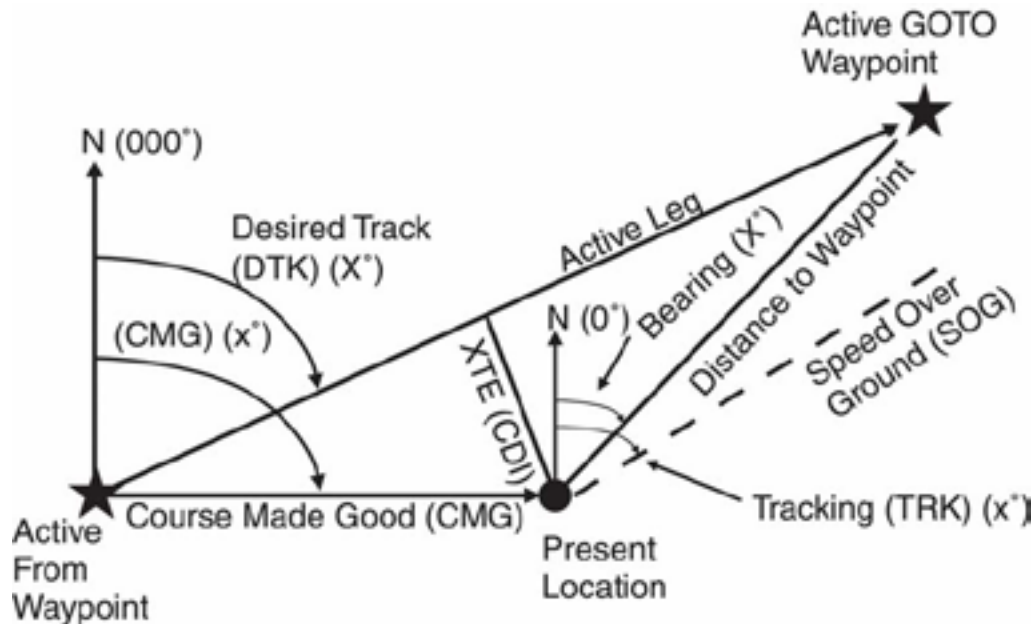 Active GOTO
Waypoint
N (000°)
Desired Track
(DTK) (X°)
(CMG) (x°)
Active Leg
N (0°)
Bearing (X°)
Distance to Waypoint
Speed Over
Ground (SOG)
XTE (CDI)
Course Made Good (CMG)
Tracking (TRK) (x°)
Active
From
Waypoint
Present
Location